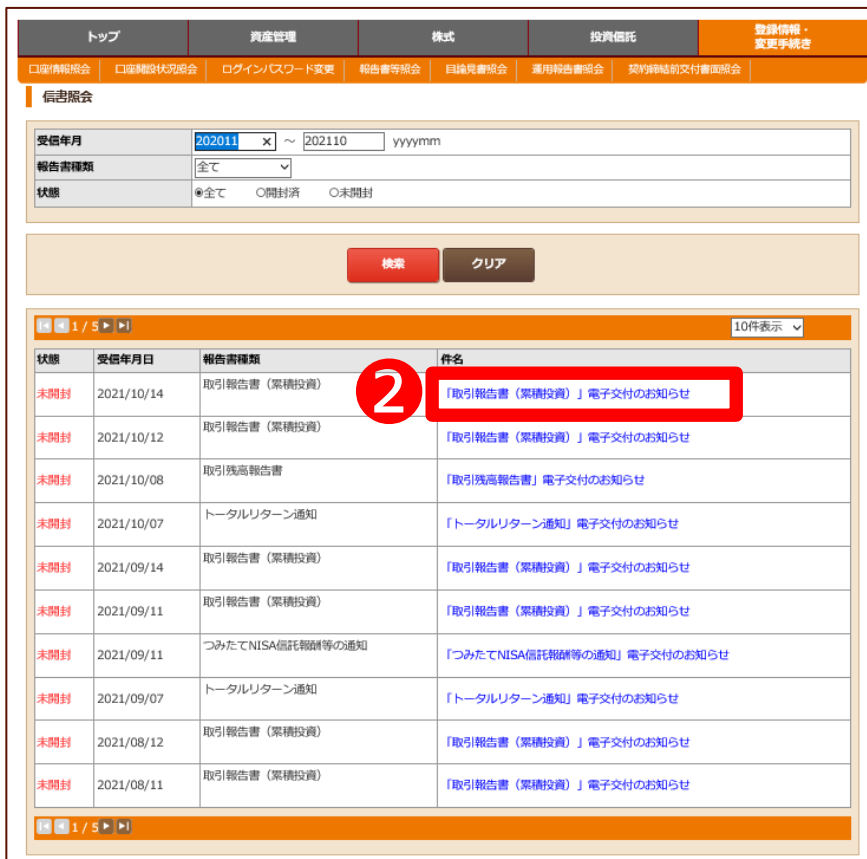 トップ 資産管理 株式 投資信託 登録情報・
変更手続き
口座情報照会 口座開設状況照会 ログインパスワード変更 報告書等照会 目論見書照会 運用報告書照会 契約締結前交付書面照会
信書照会
受信年月 202011 × ～ 202110 yyyymm
報告書種類 全て
状態 全て 開封済 未開封
検索 クリア
1 / 5 10件表示
状態 受信年月日 報告書種類 件名
未開封 2021/10/14 取引報告書（累積投資） 2 「取引報告書（累積投資）」電子交付のお知らせ
未開封 2021/10/12 取引報告書（累積投資） 「取引報告書（累積投資）」電子交付のお知らせ
未開封 2021/10/08 取引残高報告書 「取引残高報告書」電子交付のお知らせ
未開封 2021/10/07 トータルリターン通知 「トータルリターン通知」電子交付のお知らせ
未開封 2021/09/14 取引報告書（累積投資） 「取引報告書（累積投資）」電子交付のお知らせ
未開封 2021/09/11 取引報告書（累積投資） 「取引報告書（累積投資）」電子交付のお知らせ
未開封 2021/09/11 つみたてNISA信託報酬等の通知 「つみたてNISA信託報酬等の通知」電子交付のお知らせ
未開封 2021/09/07 トータルリターン通知 「トータルリターン通知」電子交付のお知らせ
未開封 2021/08/12 取引報告書（累積投資） 「取引報告書（累積投資）」電子交付のお知らせ
未開封 2021/08/11 取引報告書（累積投資） 「取引報告書（累積投資）」電子交付のお知らせ
1 / 5